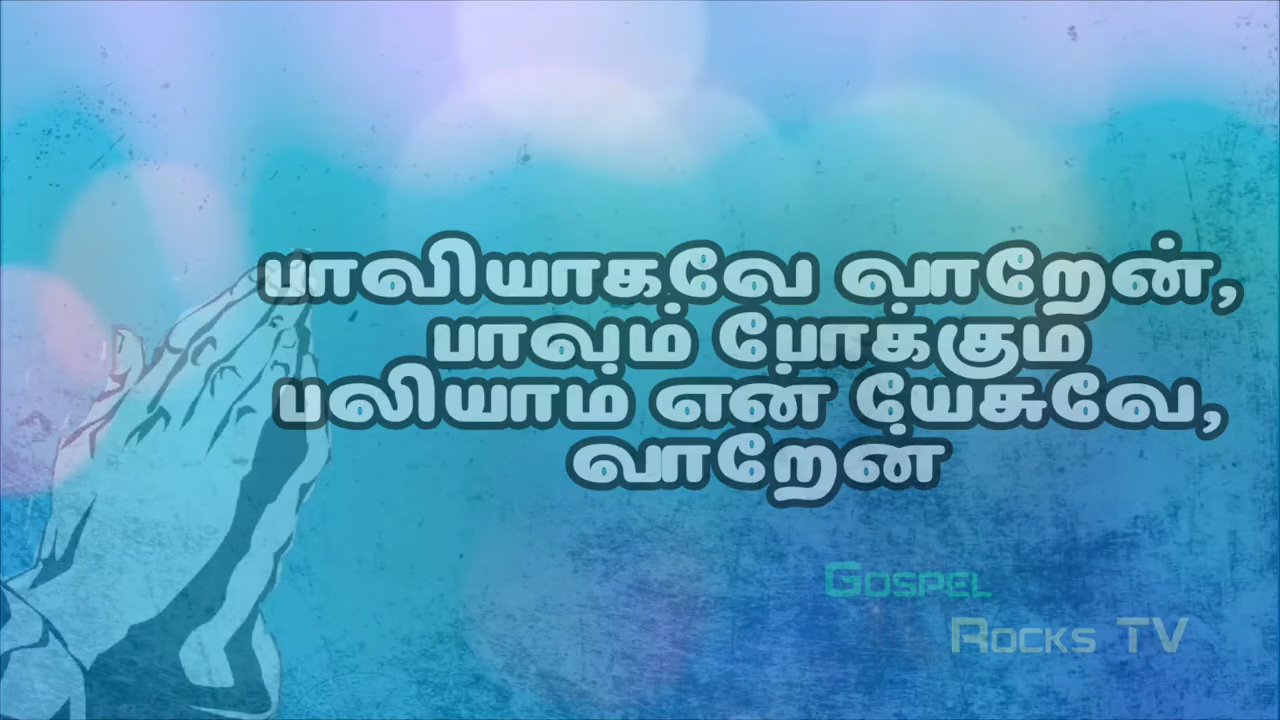 பாவியாகவே வாறேன்,
பாவம் போக்கும்
பலியாம் என் யேசுவே,
வாறேன்
Gospel
Rocks TV